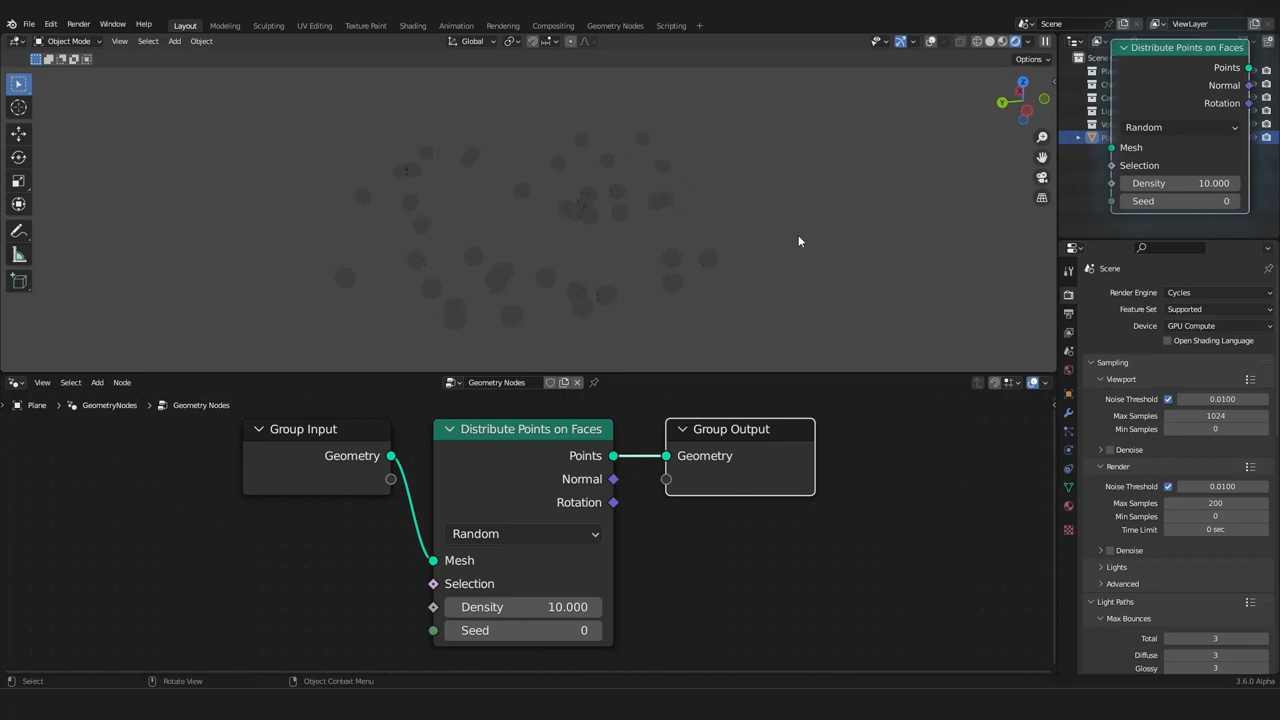 File Edit Render Window Help Layout Modeling Sculpting UV Editing Texture Paint Shading Animation Rendering Compositing Geometry Nodes Scripting + Scene ViewLayer
Object Mode View Select Add Object Global
Options
Distribute Points on Faces
Points
Normal
Rotation
Random
Mesh
Selection
Density 10.000
Seed 0
Scene
Y
Scene
Render Engine Cycles
Feature Set Supported
Device GPU Compute
Open Shading Language
Sampling
Viewport
Noise Threshold 0.0100
Max Samples 1024
Min Samples 0
Denoise
Render
Noise Threshold 0.0100
Max Samples 200
Min Samples 0
Time Limit 0 sec
Denoise
Lights
Advanced
Light Paths
Max Bounces
Total 3
Diffuse 3
Glossy 3
View Select Add Node Geometry Nodes
Plane GeometryNodes Geometry Nodes
Group Input
Geometry
Distribute Points on Faces
Points
Normal
Rotation
Random
Mesh
Selection
Density 10.000
Seed 0
Group Output
Geometry
Select Rotate View Object Context Menu 3.6.0 Alpha